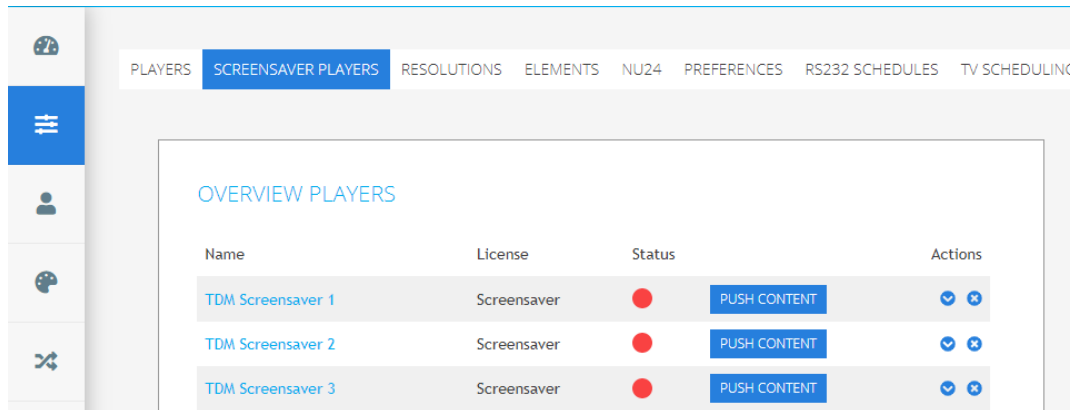 PLAYERS SCREENSAVER PLAYERS RESOLUTIONS ELEMENTS NU24 PREFERENCES RS232 SCHEDULES TV SCHEDULING
OVERVIEW PLAYERS
Name License Status Actions
TDM Screensaver 1 Screensaver PUSH CONTENT
TDM Screensaver 2 Screensaver PUSH CONTENT
TDM Screensaver 3 Screensaver PUSH CONTENT